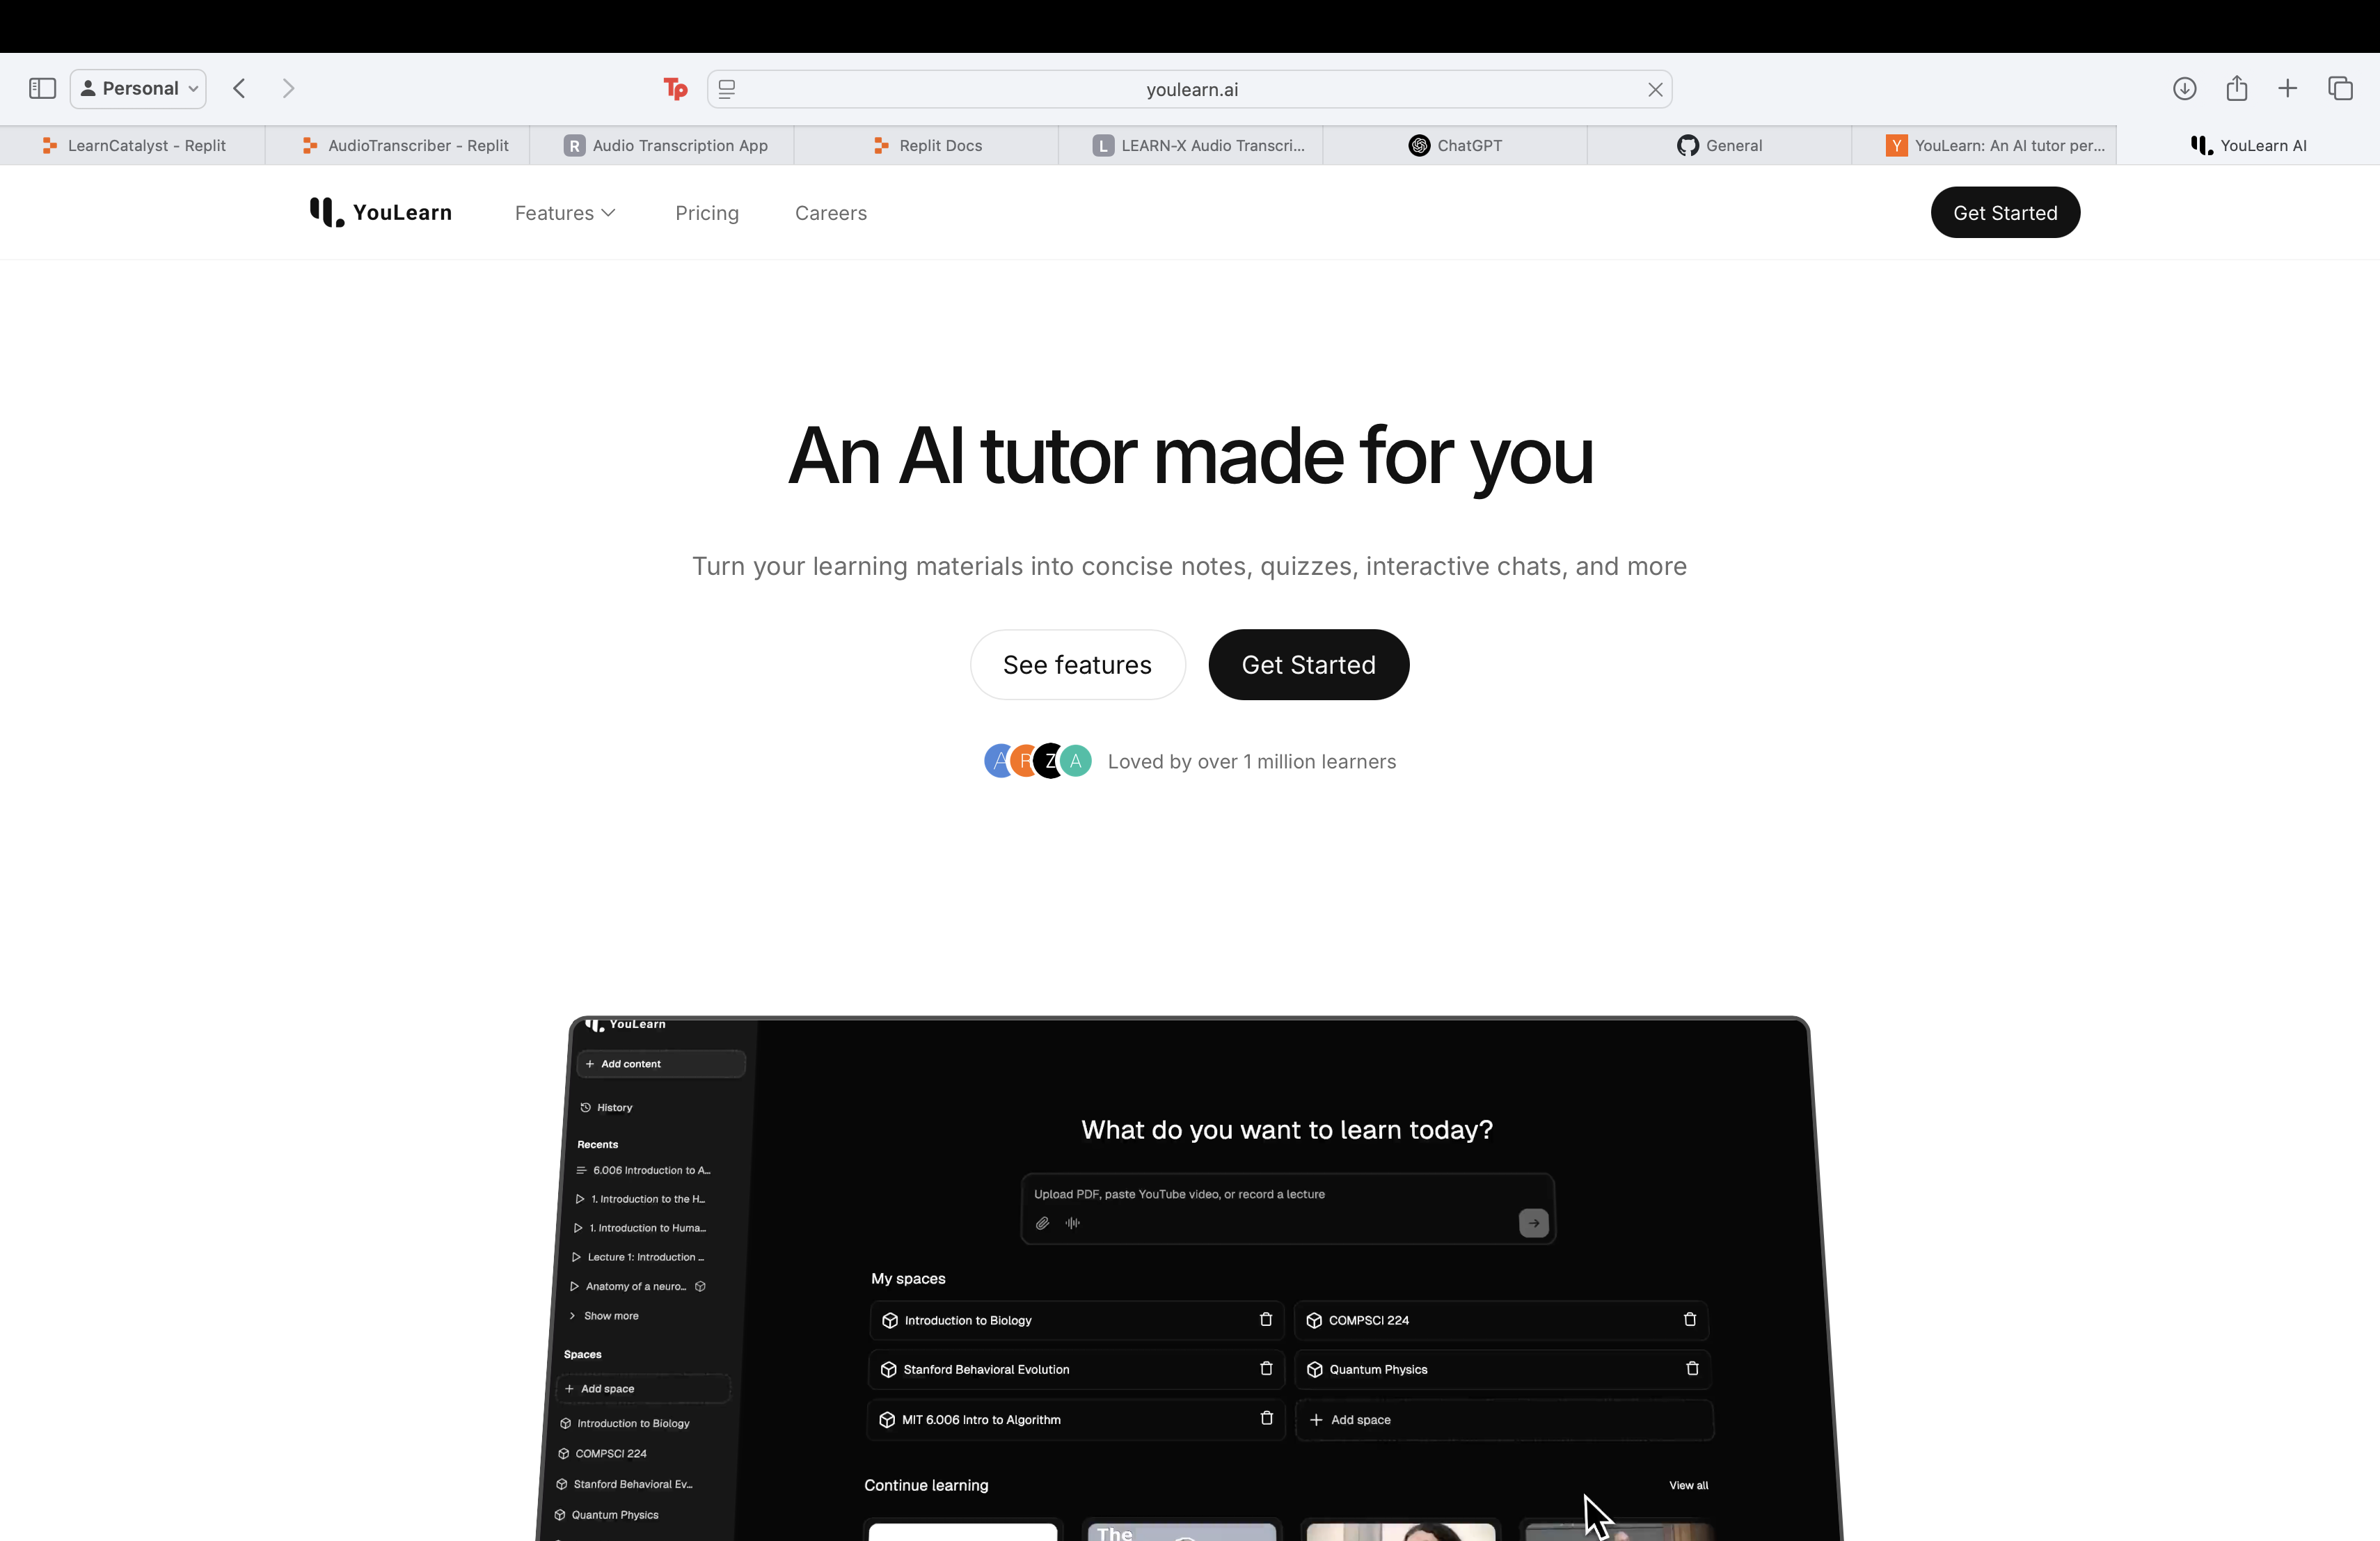 Personal
Tp
youlearn.ai
LearnCatalyst - Replit
AudioTranscriber - Replit
R Audio Transcription App
Replit Docs
L LEARN-X Audio Transcri...
ChatGPT
General
Y YouLearn: An AI tutor per...
YouLearn AI
YouLearn
Features
Pricing
Careers
Get Started
An AI tutor made for you
Turn your learning materials into concise notes, quizzes, interactive chats, and more
See features
Get Started
A R Z A
Loved by over 1 million learners
YouLearn
+ Add content
History
Recents
6.006 Introduction to A...
1. Introduction to the H...
1. Introduction to Huma...
Lecture 1: Introduction ...
Anatomy of a neuro...
Show more
Spaces
+ Add space
Introduction to Biology
COMPSCI 224
Stanford Behavioral Ev...
Quantum Physics
What do you want to learn today?
Upload PDF, paste YouTube video, or record a lecture
My spaces
Introduction to Biology
COMPSCI 224
Stanford Behavioral Evolution
Quantum Physics
MIT 6.006 Intro to Algorithm
+ Add space
Continue learning
View all
The